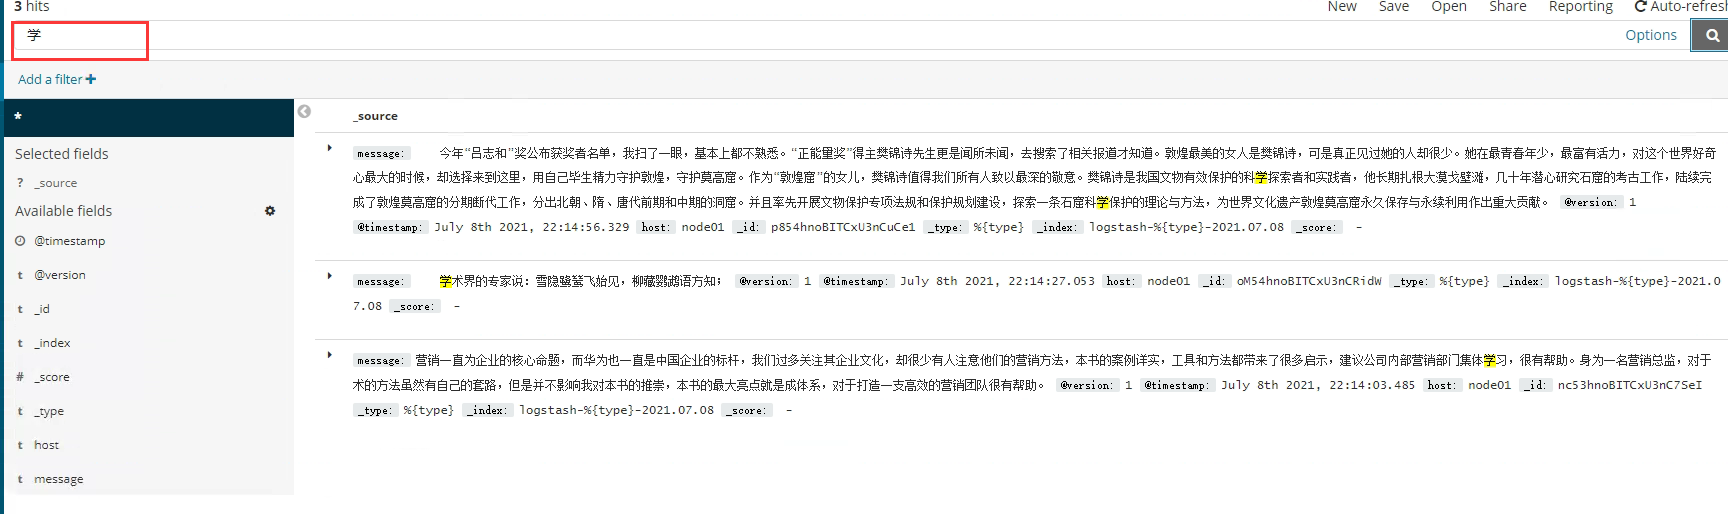 3 hits
New Save Open Share Reporting Auto-refresh
学
Options
Add a filter
*
Selected fields
? _source
Available fields
@timestamp
t @version
t _id
t _index
# _score
t _type
t host
t message
_source
message: 今年“吕志和”奖公布获奖者名单，我扫了一眼，基本上都不熟悉。“正能量奖”得主樊锦诗先生更是闻所未闻，去搜索了相关报道才知道。敦煌最美的女人是樊锦诗，可是真正见过她的人却很少。她在最青春年少，最富有活力，对这个世界好奇
心最大的时候，却选择来到这里，用自己毕生精力守护敦煌，守护莫高窟。作为“敦煌窟”的女儿，樊锦诗值得我们所有人致以最深的敬意。樊锦诗是我国文物有效保护的科学探索者和实践者，他长期扎根大漠戈壁滩，几十年潜心研究石窟的考古工作，陆续完
成了敦煌莫高窟的分期断代工作，分出北朝、隋、唐代前期和中期的洞窟。并且率先开展文物保护专项法规和保护规划建设，探索一条石窟科学保护的理论与方法，为世界文化遗产敦煌莫高窟永久保存与永续利用作出重大贡献。 @version: 1
@timestamp: July 8th 2021, 22:14:56.329 host: node01 _id: p854hnoBITCxU3nCuCe1 _type: %{type} _index: logstash-%{type}-2021.07.08 _score: -
message: 学术界的专家说：雪隐鹭鸶飞始见，柳藏鹦鹉语方知； @version: 1 @timestamp: July 8th 2021, 22:14:27.053 host: node01 _id: oM54hnoBITCxU3nCRidW _type: %{type} _index: logstash-%{type}-2021.0
7.08 _score: -
message: 营销一直为企业的核心命题，而华为也一直是中国企业的标杆，我们过多关注其企业文化，却很少有人注意他们的营销方法，本书的案例详实，工具和方法都带来了很多启示，建议公司内部营销部门集体学习，很有帮助。身为一名营销总监，对于
术的方法虽然有自己的套路，但是并不影响我对本书的推崇，本书的最大亮点就是成体系，对于打造一支高效的营销团队很有帮助。 @version: 1 @timestamp: July 8th 2021, 22:14:03.485 host: node01 _id: nc53hnoBITCxU3nC7SeI
_type: %{type} _index: logstash-%{type}-2021.07.08 _score: -